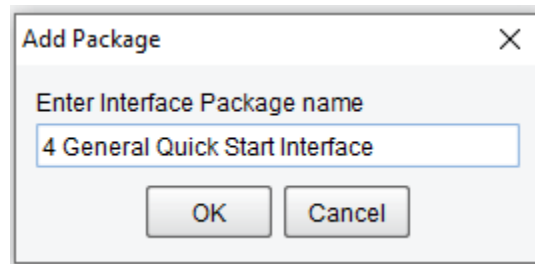 Add Package
Enter Interface Package name
4 General Quick Start Interface
OK Cancel